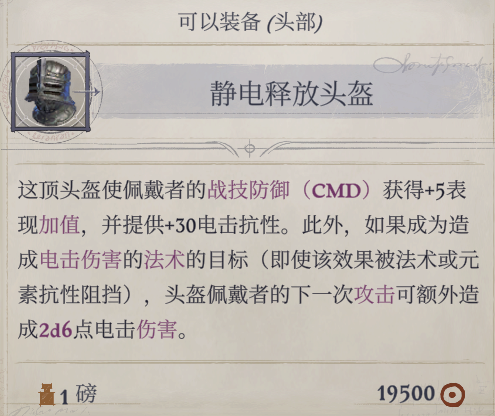 可以装备 (头部)
静电释放头盔
这顶头盔使佩戴者的战技防御（CMD）获得+5表
现加值，并提供+30电击抗性。此外，如果成为造
成电击伤害的法术的目标（即使该效果被法术或元
素抗性阻挡），头盔佩戴者的下一次攻击可额外造
成2d6点电击伤害。
1 磅
19500